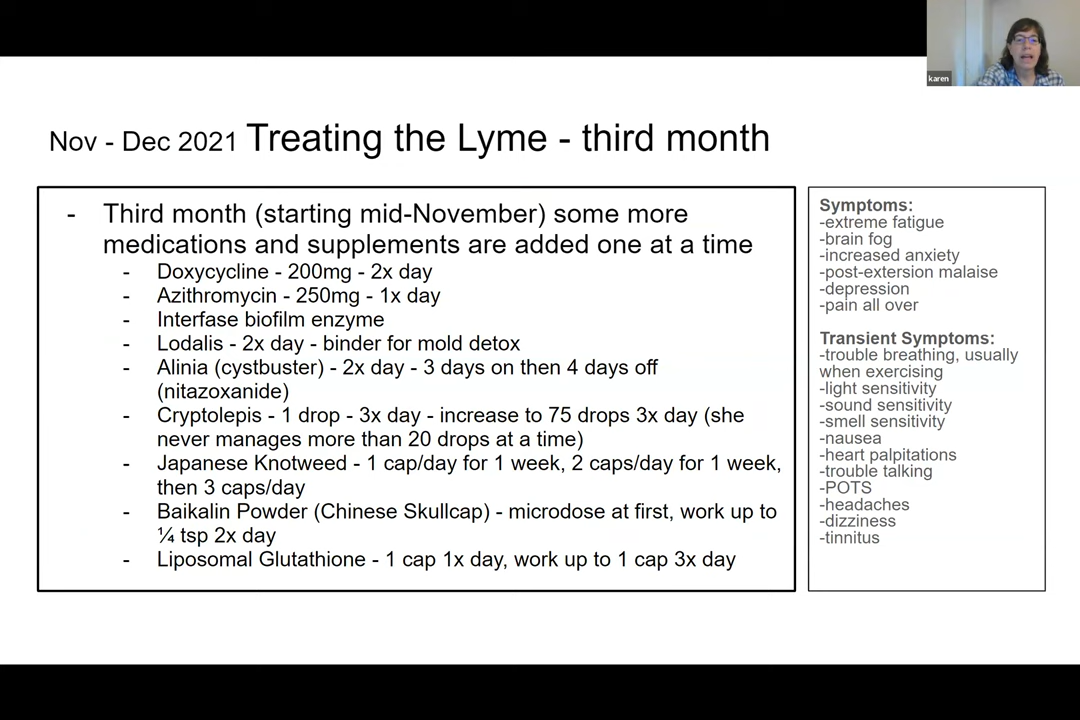 karen
Nov - Dec 2021 Treating the Lyme - third month
- Third month (starting mid-November) some more
medications and supplements are added one at a time
- Doxycycline - 200mg - 2x day
- Azithromycin - 250mg - 1x day
- Interfase biofilm enzyme
- Lodalis - 2x day - binder for mold detox
- Alinia (cystbuster) - 2x day - 3 days on then 4 days off
(nitazoxanide)
- Cryptolepis - 1 drop - 3x day - increase to 75 drops 3x day (she
never manages more than 20 drops at a time)
- Japanese Knotweed - 1 cap/day for 1 week, 2 caps/day for 1 week,
then 3 caps/day
- Baikalin Powder (Chinese Skullcap) - microdose at first, work up to
¼ tsp 2x day
- Liposomal Glutathione - 1 cap 1x day, work up to 1 cap 3x day
Symptoms:
-extreme fatigue
-brain fog
-increased anxiety
-post-extersion malaise
-depression
-pain all over
Transient Symptoms:
-trouble breathing, usually
when exercising
-light sensitivity
-sound sensitivity
-smell sensitivity
-nausea
-heart palpitations
-trouble talking
-POTS
-headaches
-dizziness
-tinnitus